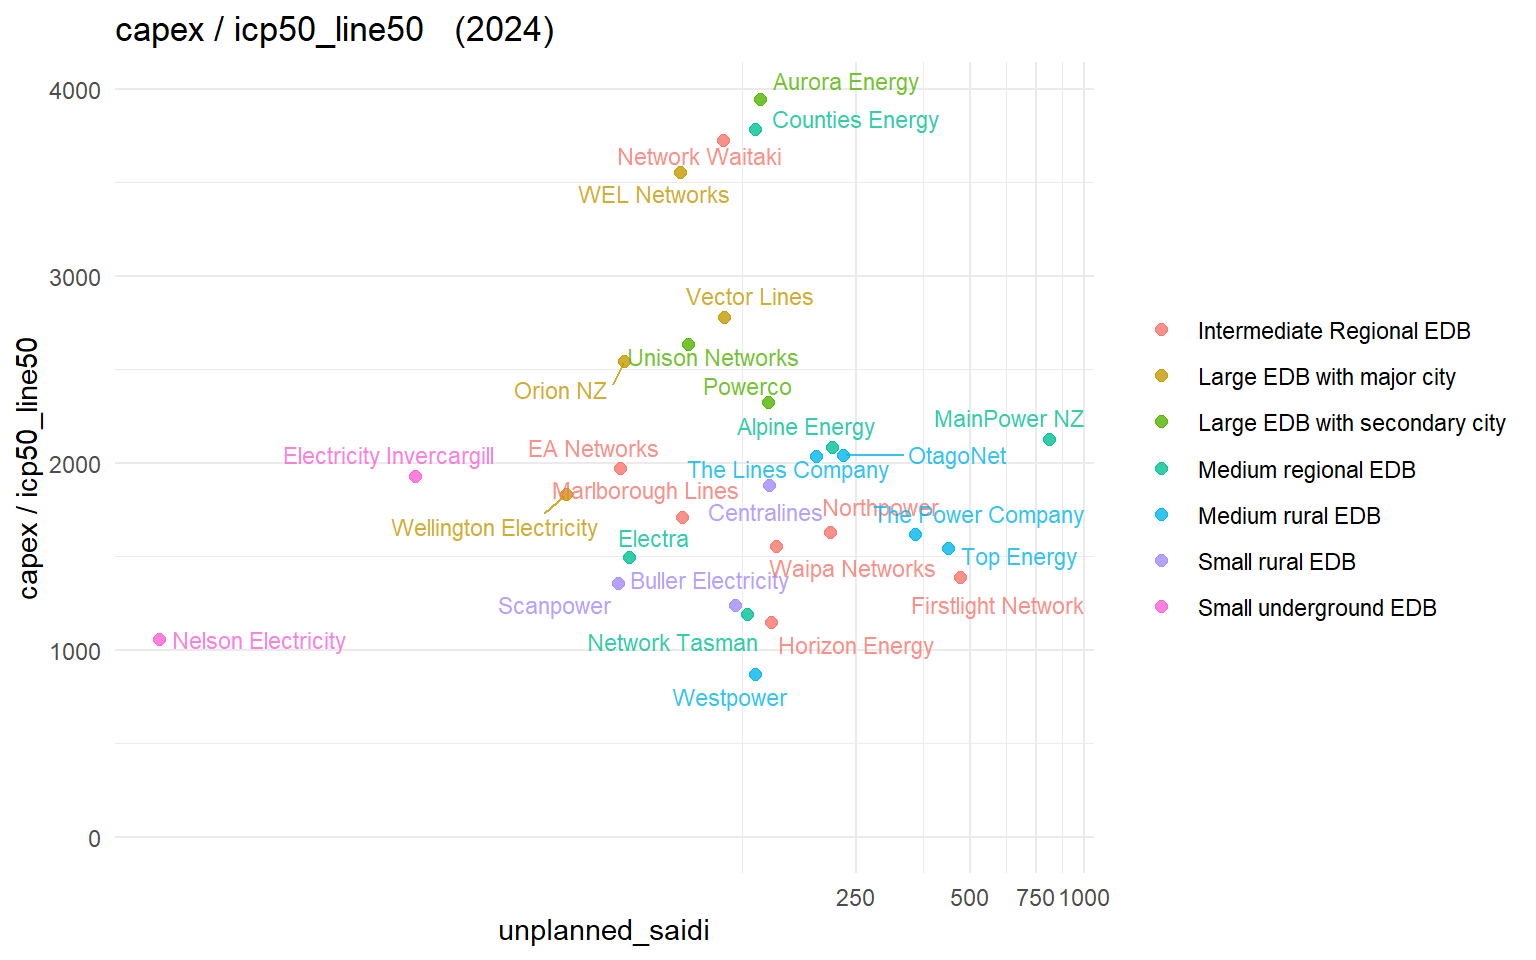 capex / icp50_line50 (2024)
4000
3000
2000
1000
0
capex / icp50_line50
Aurora Energy
Counties Energy
Network Waitaki
WEL Networks
Vector Lines
Unison Networks
Orion NZ
Powerco
MainPower NZ
Alpine Energy
EA Networks
Electricity Invercargill
OtagoNet
The Lines Company
Marlborough Lines
Northpower
Centralines
The Power Company
Wellington Electricity
Electra
Top Energy
Waipa Networks
Buller Electricity
Scanpower
Firstlight Network
Nelson Electricity
Network Tasman
Horizon Energy
Westpower
250
500
750
1000
unplanned_saidi
Intermediate Regional EDB
Large EDB with major city
Large EDB with secondary city
Medium regional EDB
Medium rural EDB
Small rural EDB
Small underground EDB